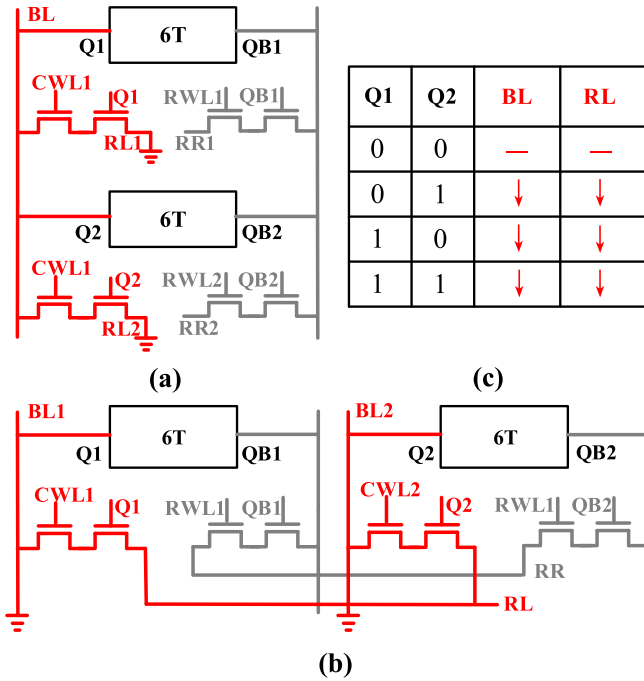 BL
Q1 6T QB1
CWL1 Q1 RWL1 QB1
RL1 RR1
Q2 6T QB2
CWL1 Q2 RWL2 QB2
RL2 RR2
(a)
Q1 Q2 BL RL
0 0 — —
0 1 ↓ ↓
1 0 ↓ ↓
1 1 ↓ ↓
(c)
BL1 BL2
Q1 6T QB1 Q2 6T QB2
CWL1 Q1 RWL1 QB1 CWL2 Q2 RWL1 QB2
RR
RL
(b)